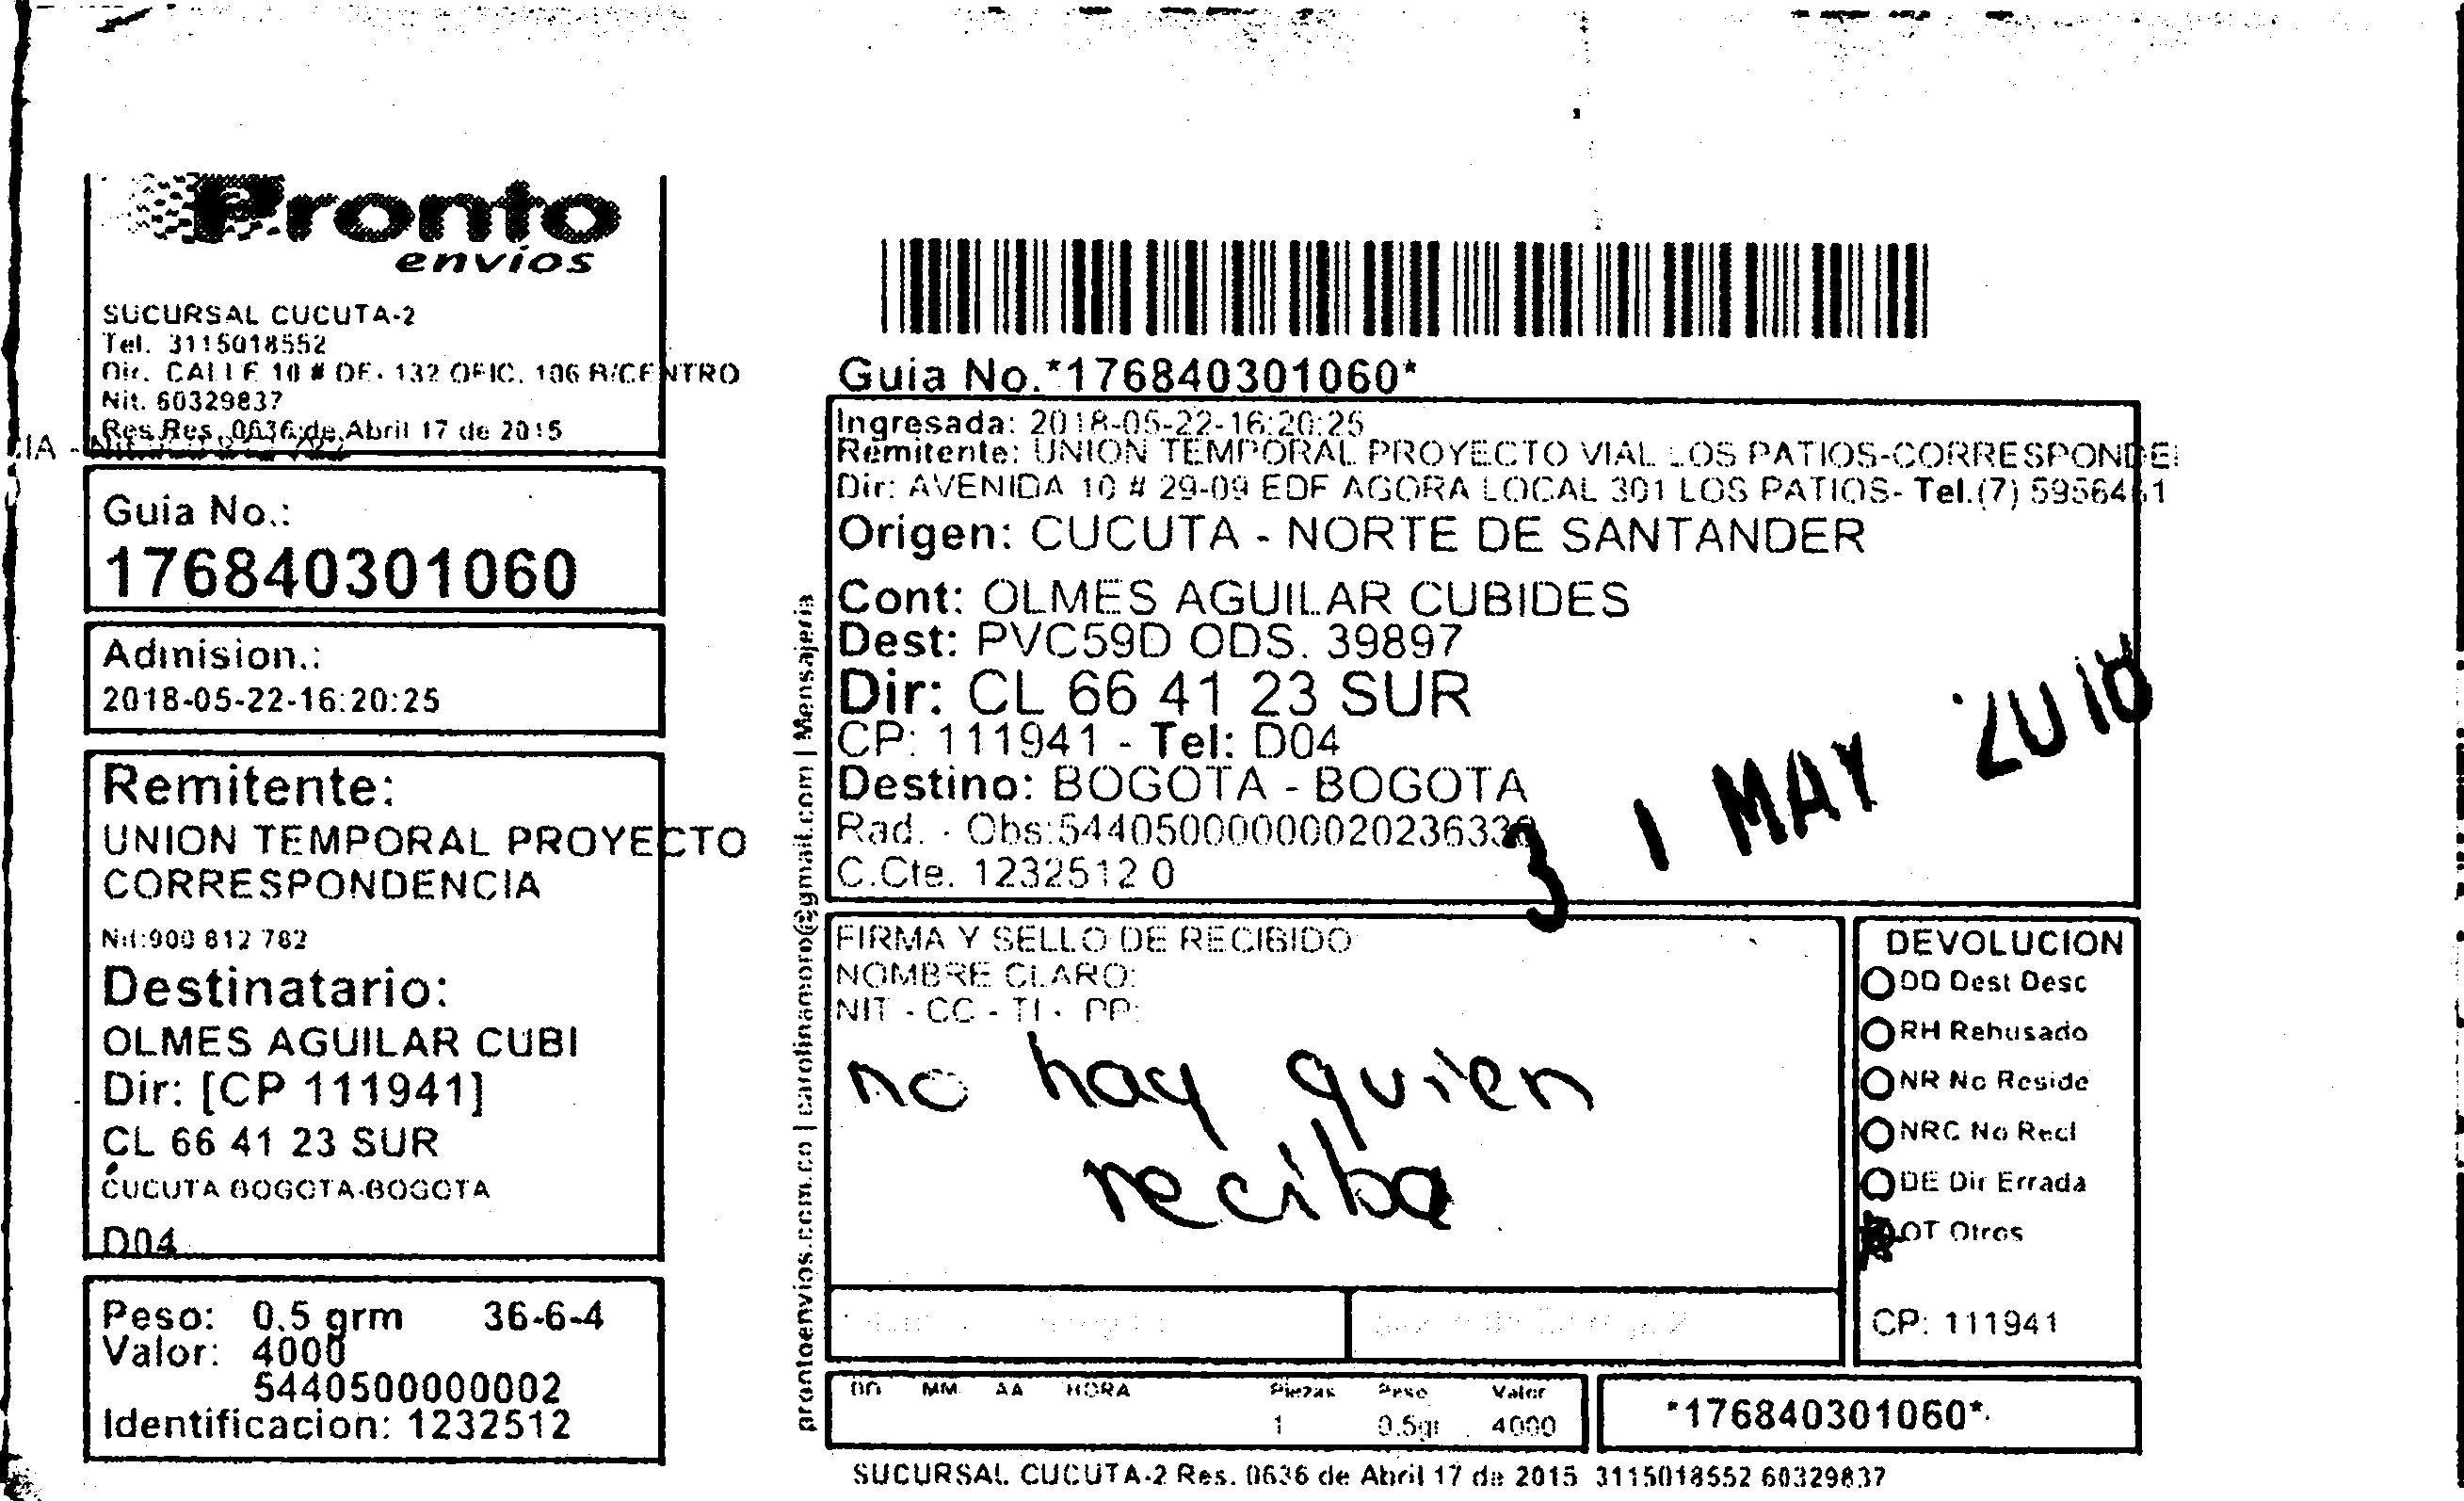 Pronto
envíos
SUCURSAL CUCUTA-2
Tel. 3115018552
Dir. CALLE 10 # DE- 132 OFIC. 106 B/CENTRO
Nit. 60329837
Res Res. 0636 de Abril 17 de 2015
Guia No.:
176840301060
Admision.:
2018-05-22-16:20:25
Remitente:
UNION TEMPORAL PROYECTO
CORRESPONDENCIA
Nit:900 812 782
Destinatario:
OLMES AGUILAR CUBI
Dir: [CP 111941]
CL 66 41 23 SUR
CUCUTA BOGOTA-BOGOTA
D04
Peso: 0.5 grm 36-6-4
Valor: 4000
5440500000002
Identificacion: 1232512
prontoenvios.com.co | carolinamoro@gmail.com | Mensajeria
Guia No.*176840301060*
Ingresada: 2018-05-22-16:20:25
Remitente: UNION TEMPORAL PROYECTO VIAL LOS PATIOS-CORRESPONDE
Dir: AVENIDA 10 # 29-09 EDF AGORA LOCAL 301 LOS PATIOS- Tel.(7) 5956461
Origen: CUCUTA - NORTE DE SANTANDER
Cont: OLMES AGUILAR CUBIDES
Dest: PVC59D ODS. 39897
Dir: CL 66 41 23 SUR
CP: 111941 - Tel: D04
Destino: BOGOTA - BOGOTA
Rad. - Obs:
C.Cte. 1232512 0
31 MAY
FIRMA Y SELLO DE RECIBIDO
NOMBRE CLARO:
NIT - CC - TI - PP:
no hay quien
reciba
DEVOLUCION
DD Dest Desc
RH Rehusado
NR No Reside
NRC No Recl
DE Dir Errada
OT Otros
CP: 111941
DD MM AA HORA Piezas Peso Valor
1 0.5gr 4000
*176840301060*
SUCURSAL CUCUTA-2 Res. 0636 de Abril 17 de 2015 3115018552 60329837